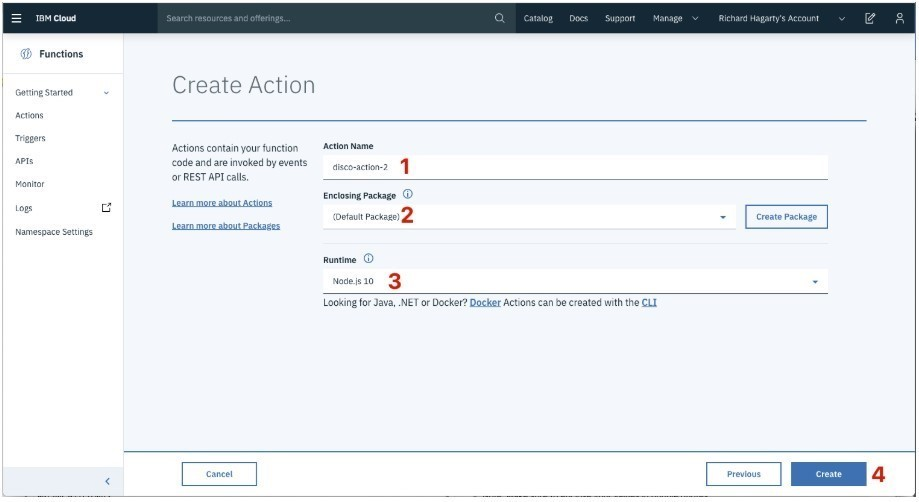 IBM Cloud
Search resources and offerings...
Catalog
Docs
Support
Manage
Richard Hagarty's Account
Functions
Getting Started
Actions
Triggers
APIs
Monitor
Logs
Namespace Settings
Create Action
Actions contain your function
code and are invoked by events
or REST API calls.
Learn more about Actions
Learn more about Packages
Action Name
disco-action-2 1
Enclosing Package
(Default Package) 2
Create Package
Runtime
Node.js 10 3
Looking for Java, .NET or Docker? Docker Actions can be created with the CLI
Cancel
Previous
Create 4